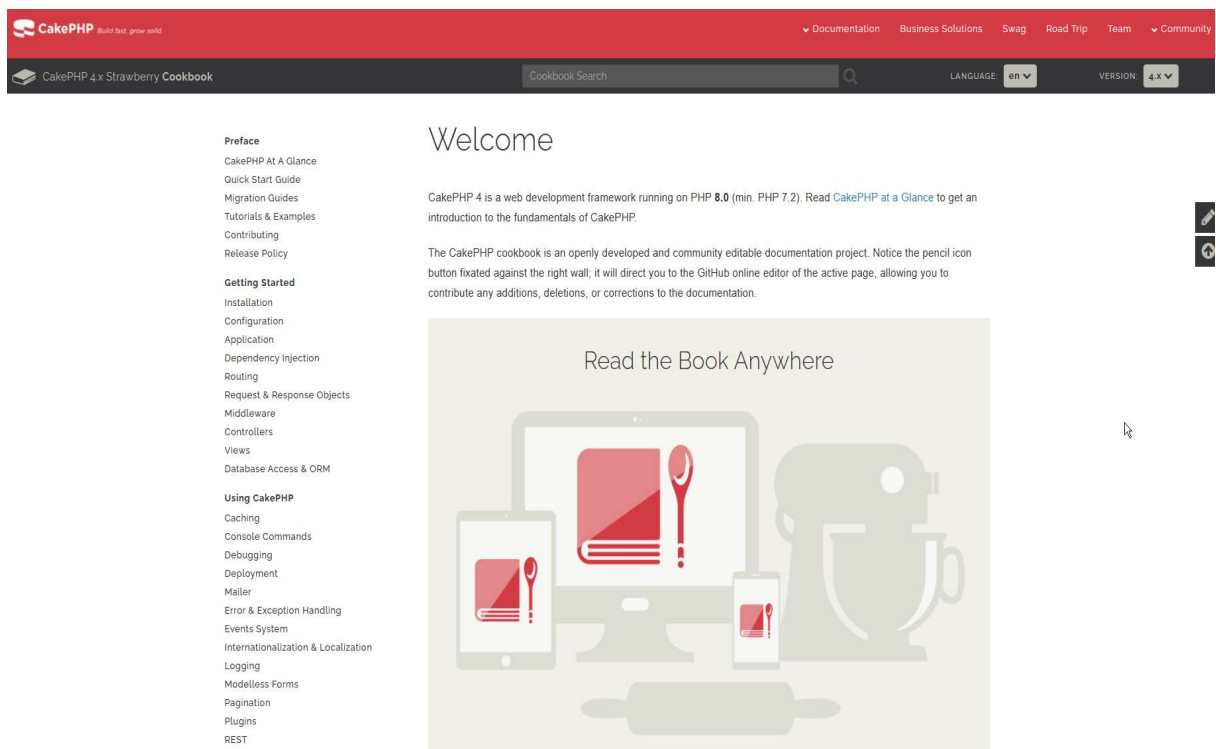 CakePHP Build fast, grow solid.
Documentation
Business Solutions
Swag
Road Trip
Team
Community
CakePHP 4.x Strawberry Cookbook
Cookbook Search
LANGUAGE: en
VERSION: 4.x
Preface
CakePHP At A Glance
Quick Start Guide
Migration Guides
Tutorials & Examples
Contributing
Release Policy
Getting Started
Installation
Configuration
Application
Dependency Injection
Routing
Request & Response Objects
Middleware
Controllers
Views
Database Access & ORM
Using CakePHP
Caching
Console Commands
Debugging
Deployment
Mailer
Error & Exception Handling
Events System
Internationalization & Localization
Logging
Modelless Forms
Pagination
Plugins
REST
Welcome
CakePHP 4 is a web development framework running on PHP 8.0 (min. PHP 7.2). Read CakePHP at a Glance to get an
introduction to the fundamentals of CakePHP.
The CakePHP cookbook is an openly developed and community editable documentation project. Notice the pencil icon
button fixated against the right wall; it will direct you to the GitHub online editor of the active page, allowing you to
contribute any additions, deletions, or corrections to the documentation.
Read the Book Anywhere